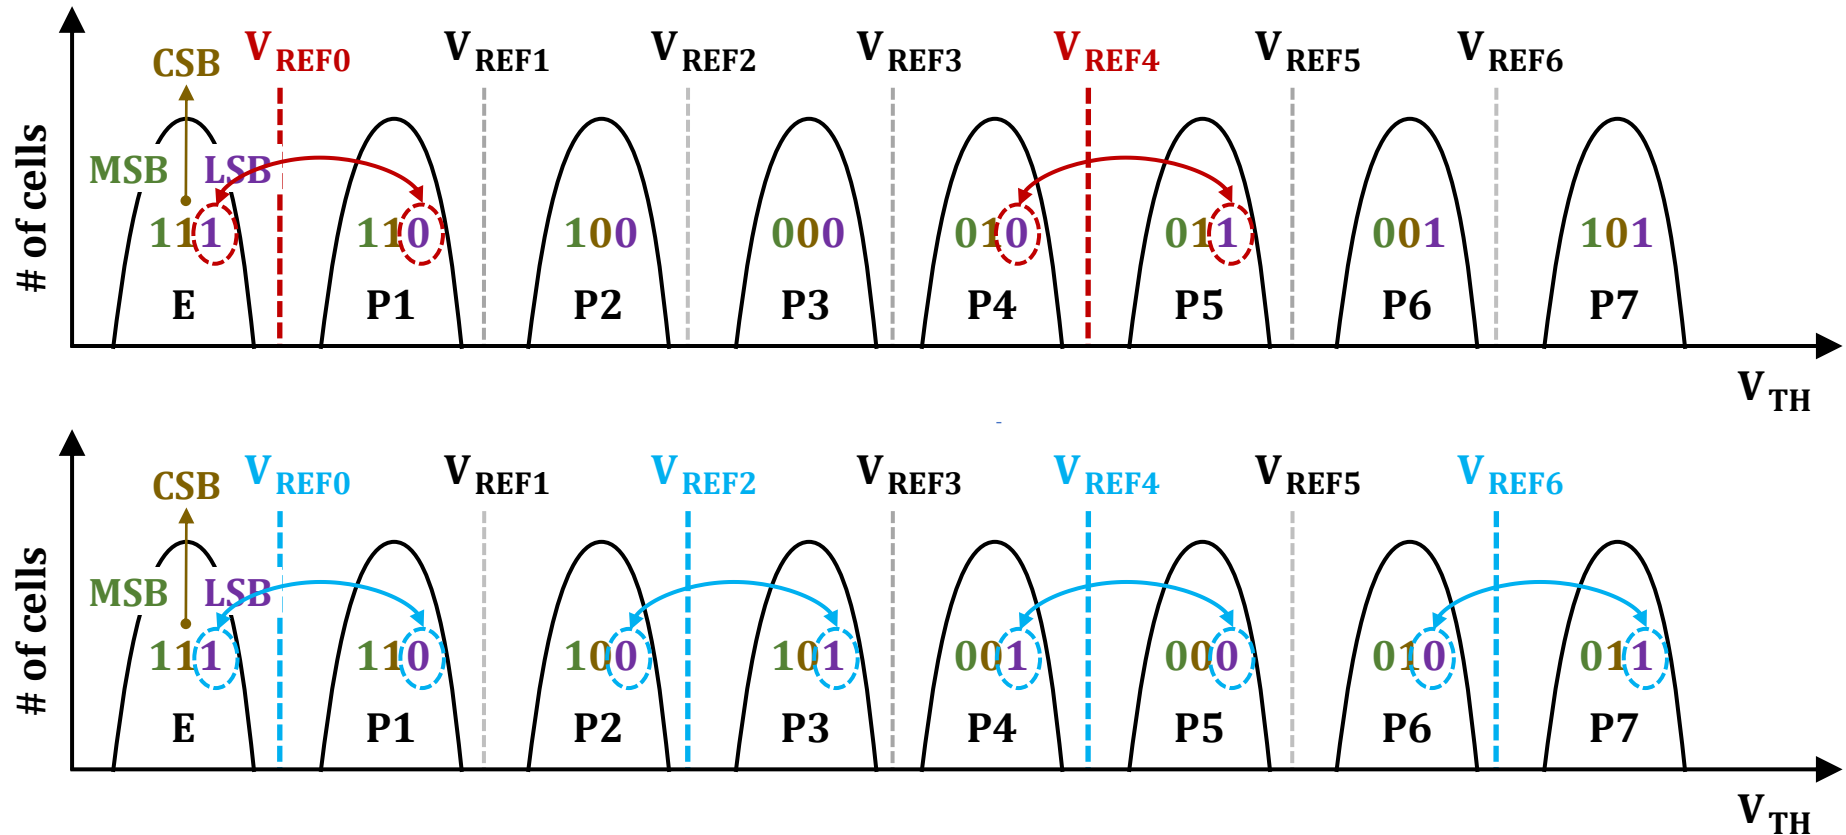 V REF0 V REF1 V REF2 V REF3 V REF4 V REF5 V REF6
CSB
MSB LSB
# of cells
111 110 100 000 010 011 001 101
E P1 P2 P3 P4 P5 P6 P7
V TH
V REF0 V REF1 V REF2 V REF3 V REF4 V REF5 V REF6
CSB
MSB LSB
# of cells
111 110 100 101 001 000 010 011
E P1 P2 P3 P4 P5 P6 P7
V TH